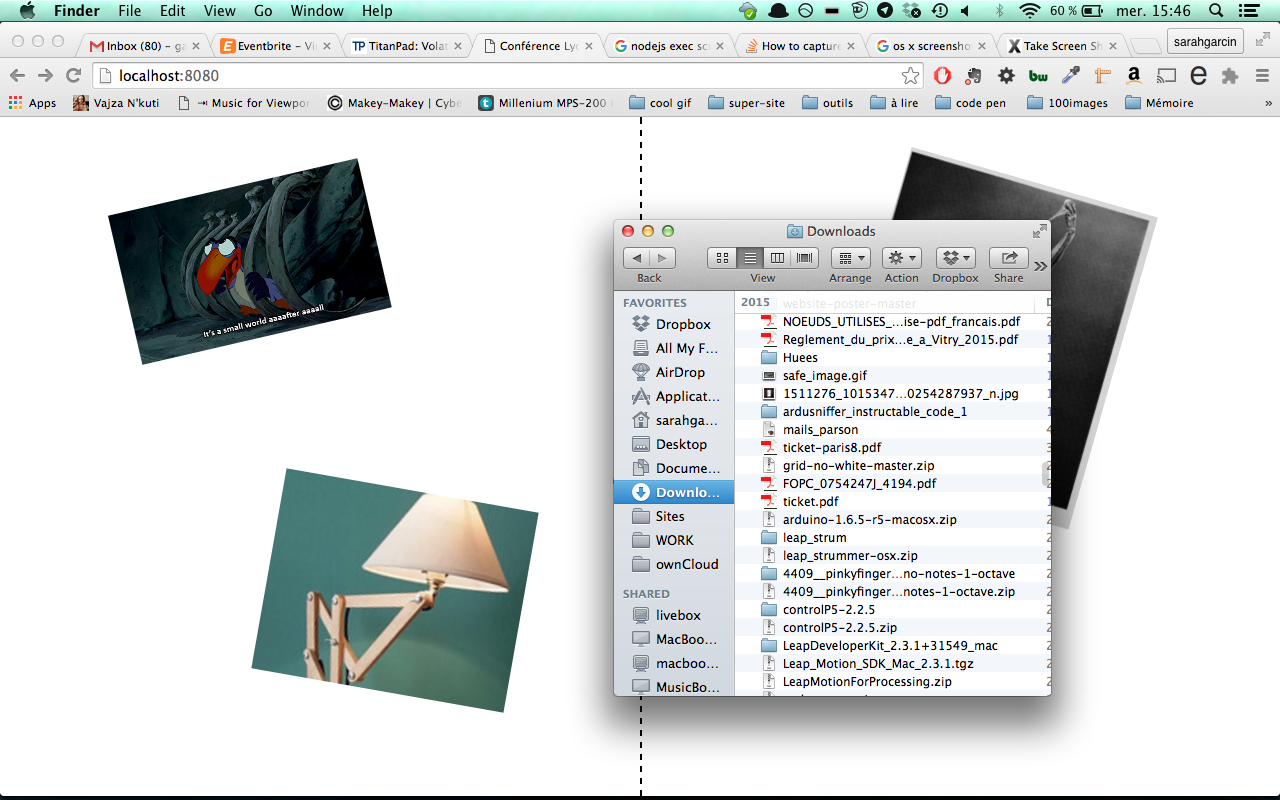 Finder File Edit View Go Window Help 60 % mer. 15:46
Inbox (80) – ga Eventbrite – Vi TitanPad: Volat Conférence Lyc nodejs exec sc How to capture os x screensho Take Screen Sh sarahgarcin
localhost:8080
Apps Vajza N'kuti ⇥ Music for Viewpor Makey-Makey | Cybe Millenium MPS-200 cool gif super-site outils à lire code pen 100images Mémoire »
It's a small world aaaafter aaaall
Downloads
Back View Arrange Action Dropbox Share
FAVORITES
Dropbox
All My F...
AirDrop
Applicat...
sarahga...
Desktop
Docume...
Downlo...
Sites
WORK
ownCloud
SHARED
livebox
MacBoo...
macboo...
MusicBo...
2015
website-poster-master
NOEUDS_UTILISES_...ise-pdf_francais.pdf
Reglement_du_prix...e_a_Vitry_2015.pdf
Huees
safe_image.gif
1511276_1015347...0254287937_n.jpg
ardusniffer_instructable_code_1
mails_parson
ticket-paris8.pdf
grid-no-white-master.zip
FOPC_0754247J_4194.pdf
ticket.pdf
arduino-1.6.5-r5-macosx.zip
leap_strum
leap_strummer-osx.zip
4409__pinkyfinger...no-notes-1-octave
4409__pinkyfinger...notes-1-octave.zip
controlP5-2.2.5
controlP5-2.2.5.zip
LeapDeveloperKit_2.3.1+31549_mac
Leap_Motion_SDK_Mac_2.3.1.tgz
LeapMotionForProcessing.zip